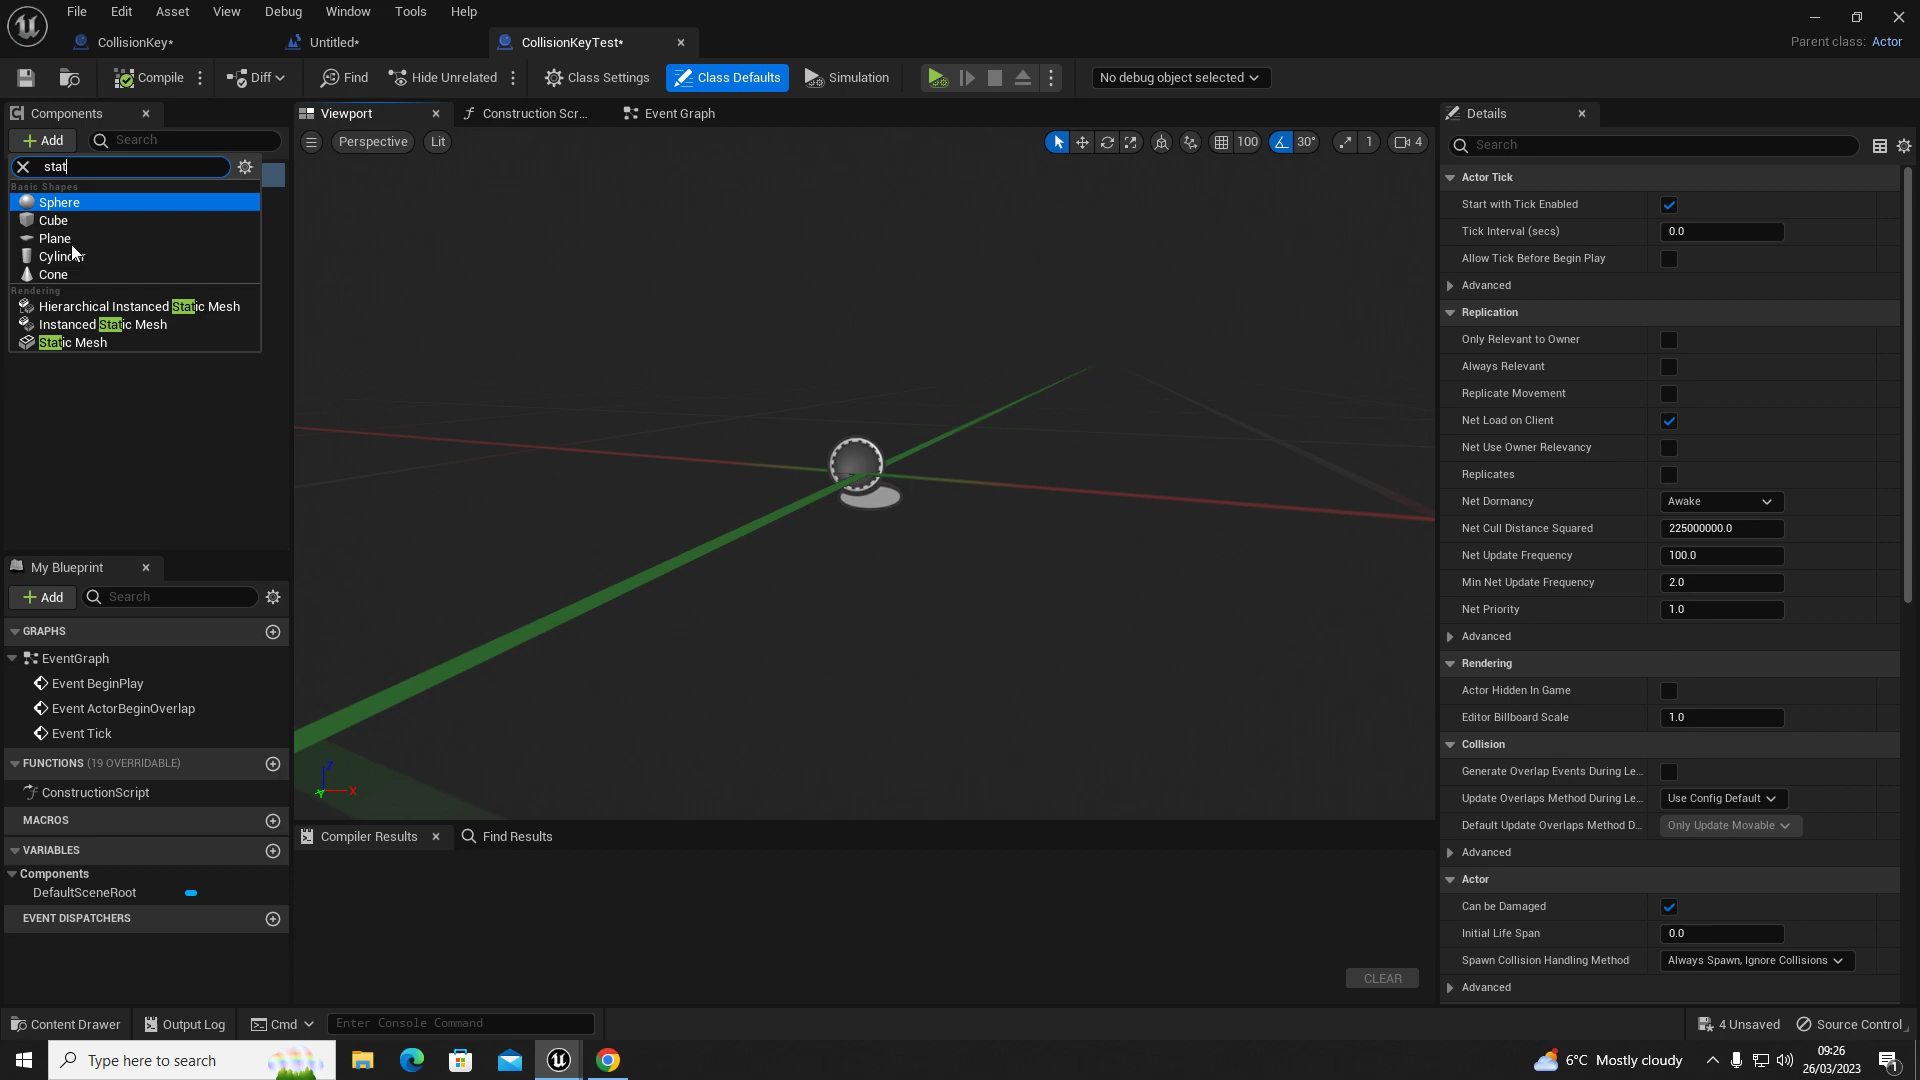 File Edit Asset View Debug Window Tools Help
CollisionKey* Untitled* CollisionKeyTest*
Parent class: Actor
Compile Diff Find Hide Unrelated Class Settings Class Defaults Simulation No debug object selected
Components
Add Search
stat
Basic Shapes
Sphere
Cube
Plane
Cylinder
Cone
Rendering
Hierarchical Instanced Static Mesh
Instanced Static Mesh
Static Mesh
My Blueprint
Add Search
GRAPHS
EventGraph
Event BeginPlay
Event ActorBeginOverlap
Event Tick
FUNCTIONS (19 OVERRIDABLE)
ConstructionScript
MACROS
VARIABLES
Components
DefaultSceneRoot
EVENT DISPATCHERS
Viewport Construction Scr... Event Graph
Perspective Lit 100 30° 1 4
Z
X
Y
Compiler Results Find Results
CLEAR
Details
Search
Actor Tick
Start with Tick Enabled
Tick Interval (secs) 0.0
Allow Tick Before Begin Play
Advanced
Replication
Only Relevant to Owner
Always Relevant
Replicate Movement
Net Load on Client
Net Use Owner Relevancy
Replicates
Net Dormancy Awake
Net Cull Distance Squared 225000000.0
Net Update Frequency 100.0
Min Net Update Frequency 2.0
Net Priority 1.0
Advanced
Rendering
Actor Hidden In Game
Editor Billboard Scale 1.0
Collision
Generate Overlap Events During Le...
Update Overlaps Method During Le... Use Config Default
Default Update Overlaps Method D... Only Update Movable
Advanced
Actor
Can be Damaged
Initial Life Span 0.0
Spawn Collision Handling Method Always Spawn, Ignore Collisions
Advanced
Content Drawer Output Log Cmd Enter Console Command 4 Unsaved Source Control
Type here to search 6°C Mostly cloudy 09:26
26/03/2023 1